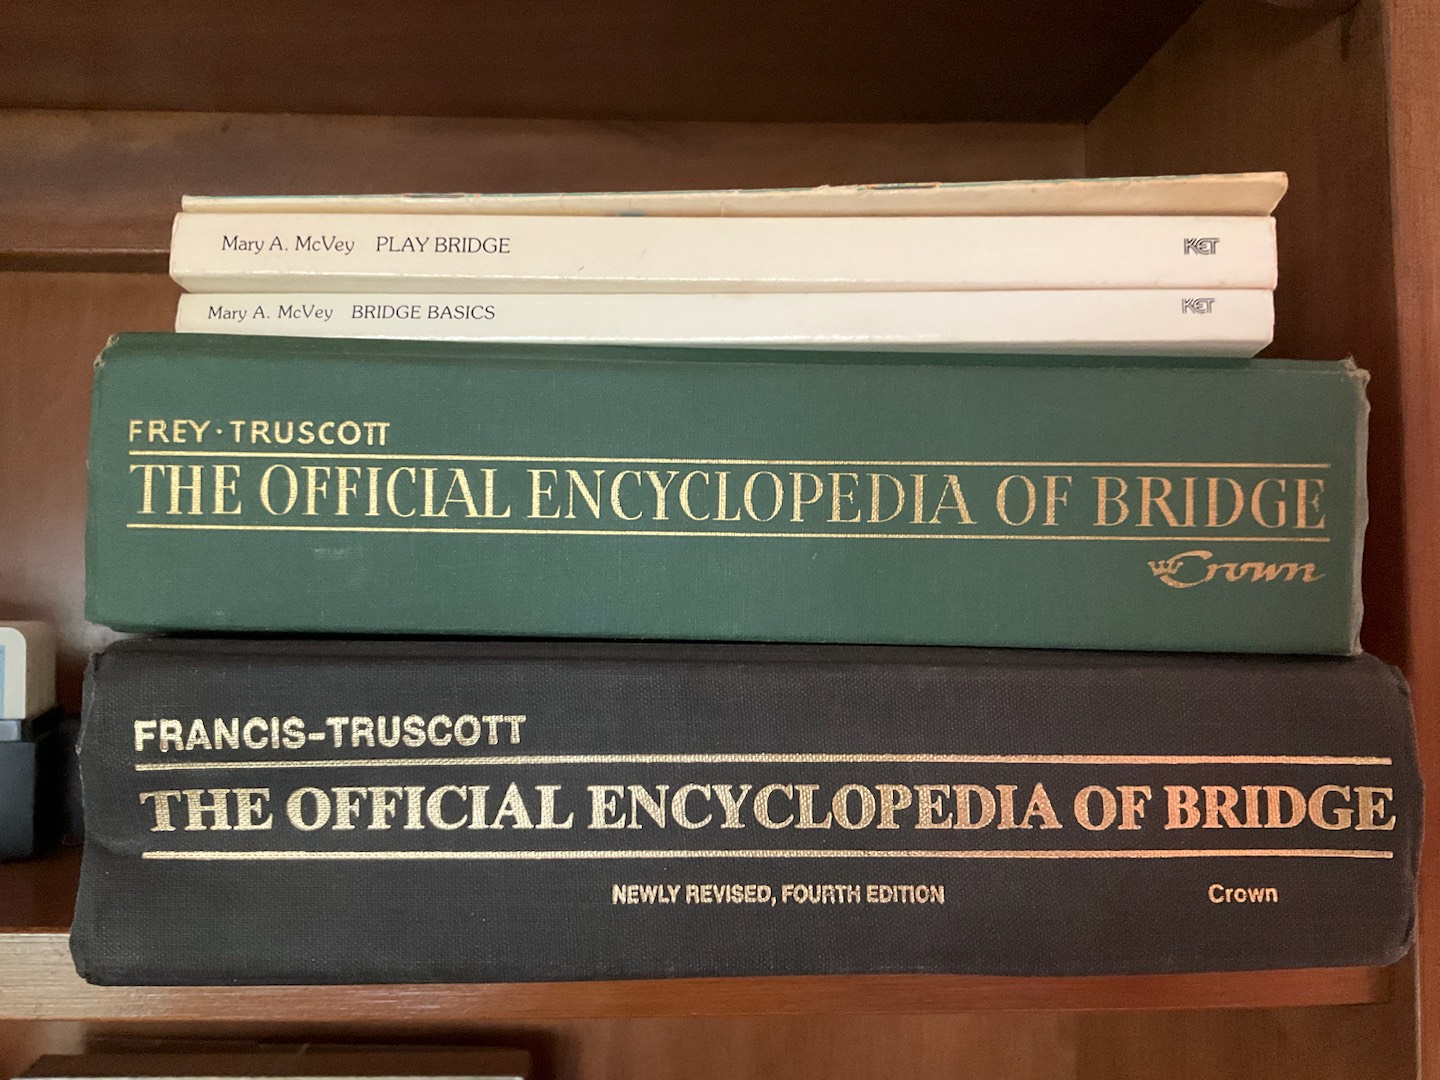 Mary A. McVey PLAY BRIDGE KET
Mary A. McVey BRIDGE BASICS KET
FREY·TRUSCOTT
THE OFFICIAL ENCYCLOPEDIA OF BRIDGE
Crown
FRANCIS-TRUSCOTT
THE OFFICIAL ENCYCLOPEDIA OF BRIDGE
NEWLY REVISED, FOURTH EDITION Crown